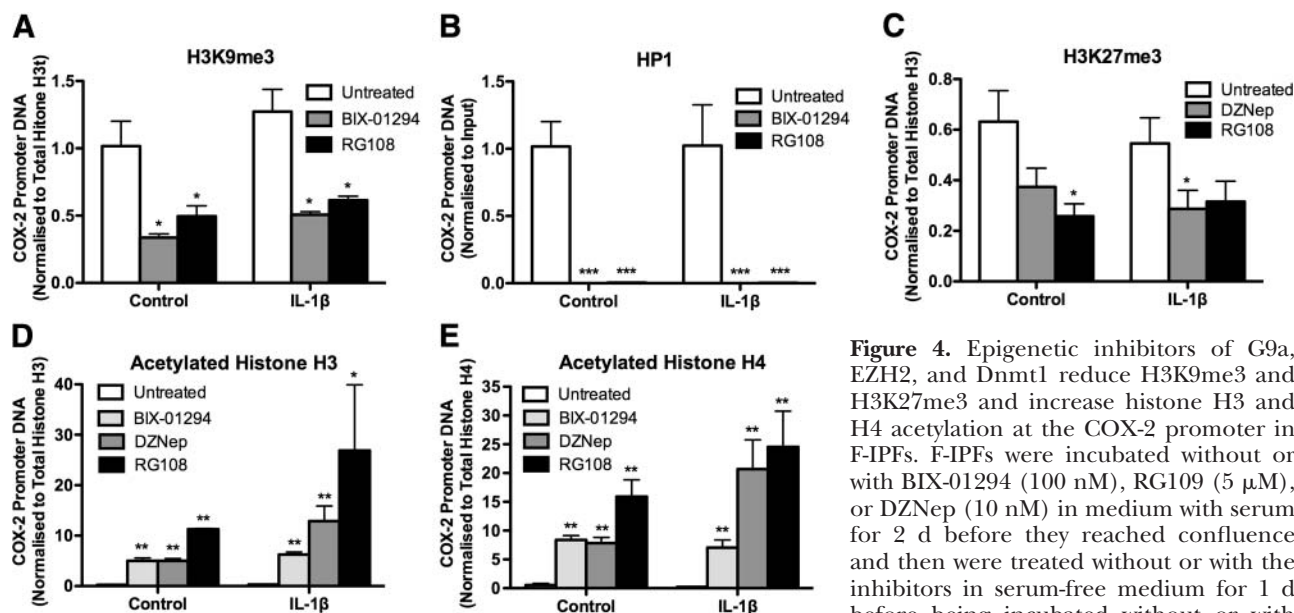 A
H3K9me3
COX-2 Promoter DNA
(Normalised to Total Hitone H3t)
1.5
1.0
0.5
0.0
Untreated
BIX-01294
RG108
*
*
*
*
Control
IL-1β
B
HP1
COX-2 Promoter DNA
(Normalised to Input)
1.5
1.0
0.5
0.0
Untreated
BIX-01294
RG108
***
***
***
***
Control
IL-1β
C
H3K27me3
COX-2 Promoter DNA
(Normalised to Total Histone H3)
0.8
0.6
0.4
0.2
0.0
Untreated
DZNep
RG108
*
*
Control
IL-1β
D
Acetylated Histone H3
COX-2 Promoter DNA
(Normalised to Total Histone H3)
40
30
20
10
0
Untreated
BIX-01294
DZNep
RG108
**
**
**
**
**
*
Control
IL-1β
E
Acetylated Histone H4
COX-2 Promoter DNA
(Normalised to Total Histone H4)
35
30
25
20
15
10
5
0
Untreated
BIX-01294
DZNep
RG108
**
**
**
**
**
**
Control
IL-1β
Figure 4. Epigenetic inhibitors of G9a,
EZH2, and Dnmt1 reduce H3K9me3 and
H3K27me3 and increase histone H3 and
H4 acetylation at the COX-2 promoter in
F-IPFs. F-IPFs were incubated without or
with BIX-01294 (100 nM), RG109 (5 μM),
or DZNep (10 nM) in medium with serum
for 2 d before they reached confluence
and then were treated without or with the
inhibitors in serum-free medium for 1 d
before being incubated without or with